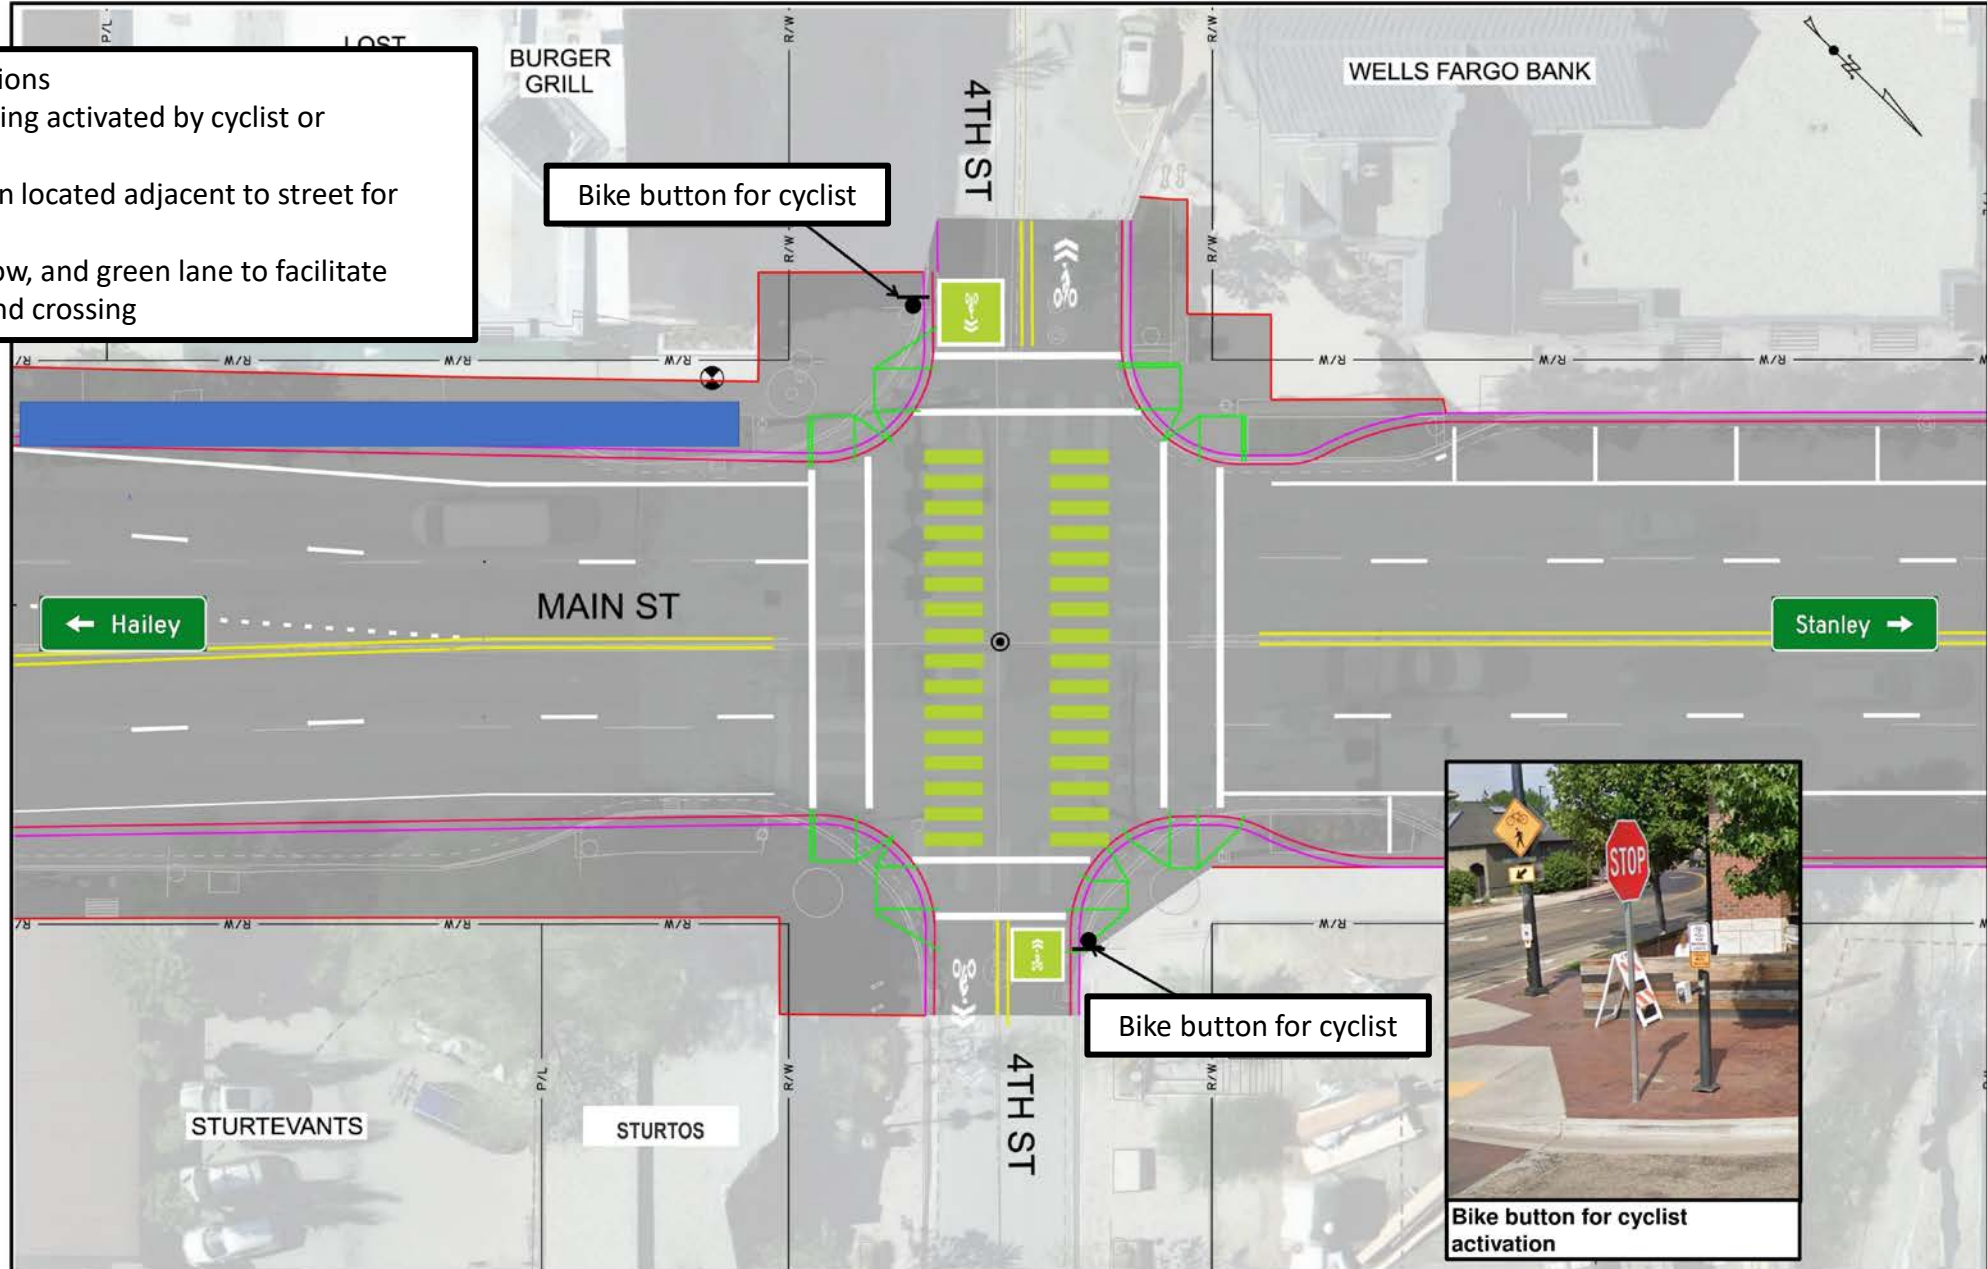 P/L
LOST
BURGER
GRILL
R/W
4TH ST
R/W
WELLS FARGO BANK
N
ions
ing activated by cyclist or
n located adjacent to street for
ow, and green lane to facilitate
nd crossing
Bike button for cyclist
R/W
R/W
R/W
R/W
R/W
R/W
R/W
R/W
MAIN ST
← Hailey
Stanley →
STOP
R/W
R/W
R/W
R/W
Bike button for cyclist
P/L
R/W
4TH ST
R/W
STURTEVANTS
STURTOS
Bike button for cyclist
activation